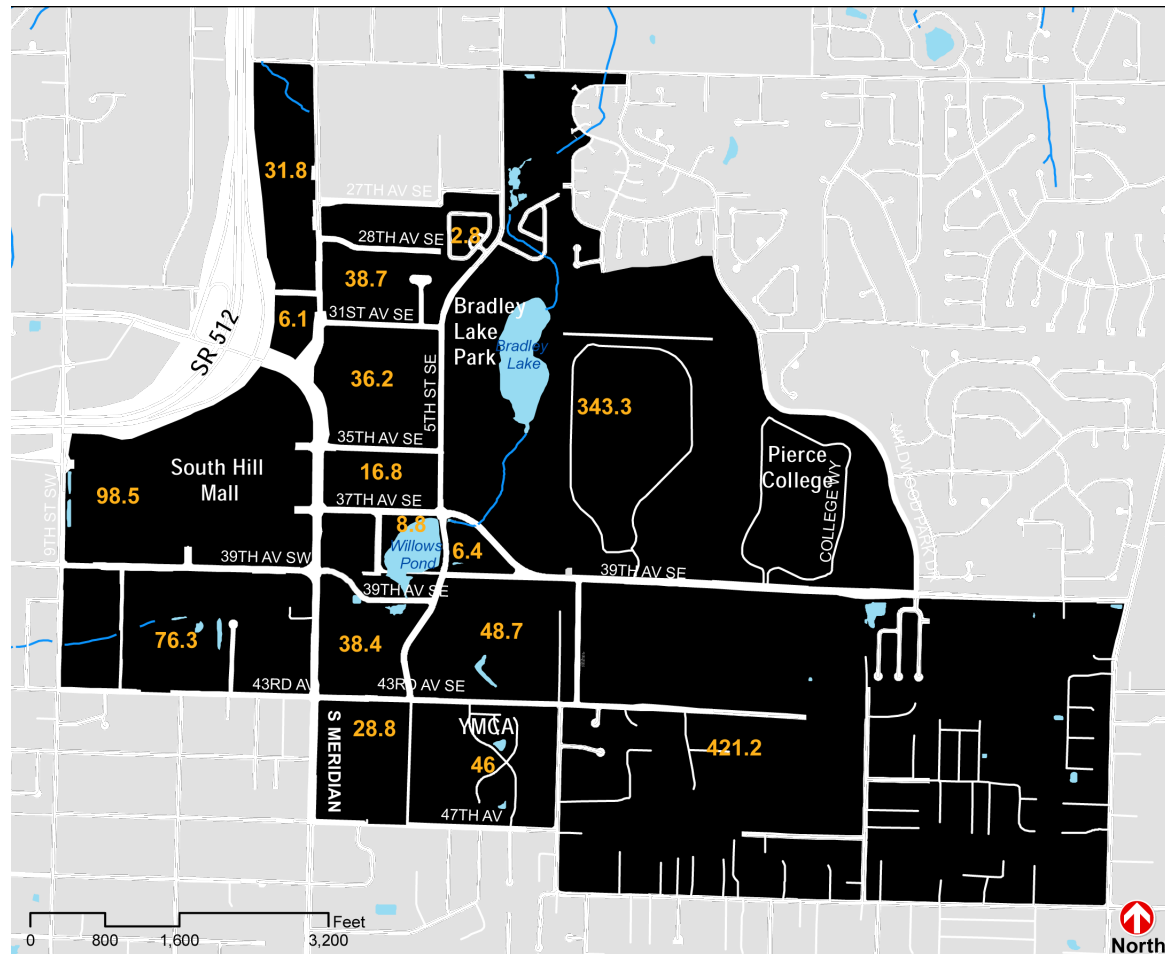 31.8
27TH AV SE
28TH AV SE
2.8
38.7
6.1
31ST AV SE
SR 512
Bradley
Lake
Park
Bradley
Lake
36.2
5TH ST SE
343.3
35TH AV SE
South Hill
Mall
98.5
16.8
Pierce
College
COLLEGE WY
WILDWOOD PARK DR
37TH AV SE
8.8
Willows
Pond
6.4
9TH ST SW
39TH AV SW
39TH AV SE
39TH AV SE
76.3
38.4
48.7
43RD AV
43RD AV SE
S MERIDIAN
28.8
YMCA
46
421.2
47TH AV
Feet
0 800 1,600 3,200
North